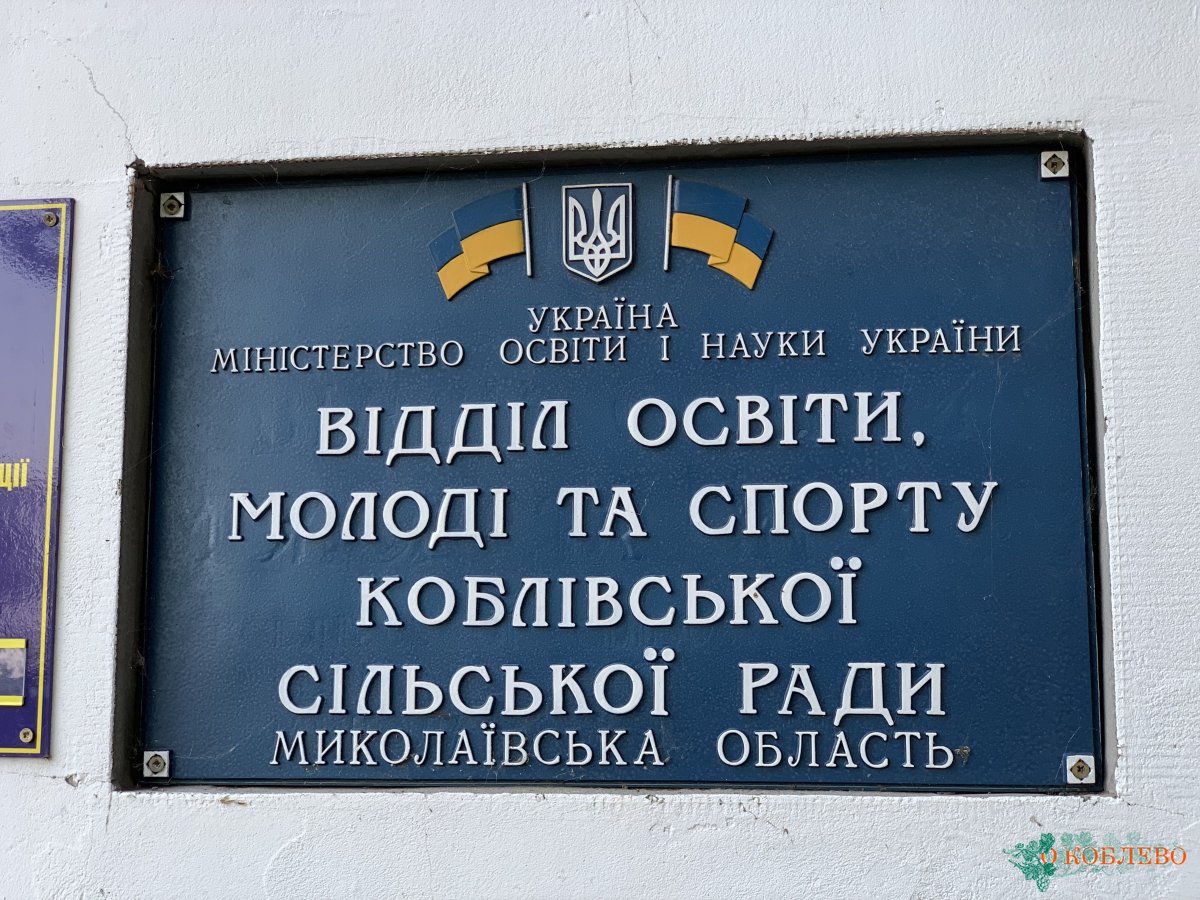 УКРАЇНА
МІНІСТЕРСТВО ОСВІТИ І НАУКИ УКРАЇНИ
ВІДДІЛ ОСВІТИ,
МОЛОДІ ТА СПОРТУ
КОБЛІВСЬКОЇ
СІЛЬСЬКОЇ РАДИ
МИКОЛАЇВСЬКА ОБЛАСТЬ
О КОБЛЕВО